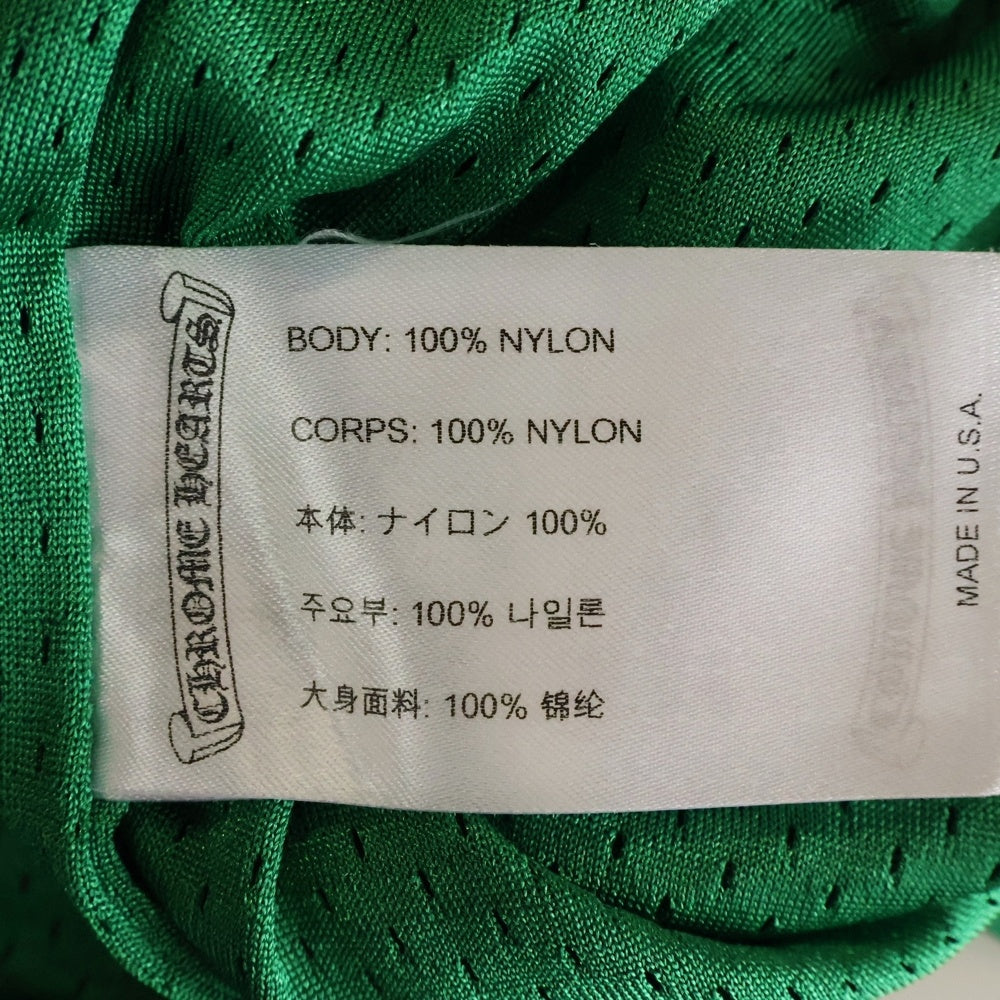 CHROME HEARTS
BODY: 100% NYLON
CORPS: 100% NYLON
本体: ナイロン 100%
주요부: 100% 나일론
大身面料: 100% 锦纶
MADE IN U.S.A.